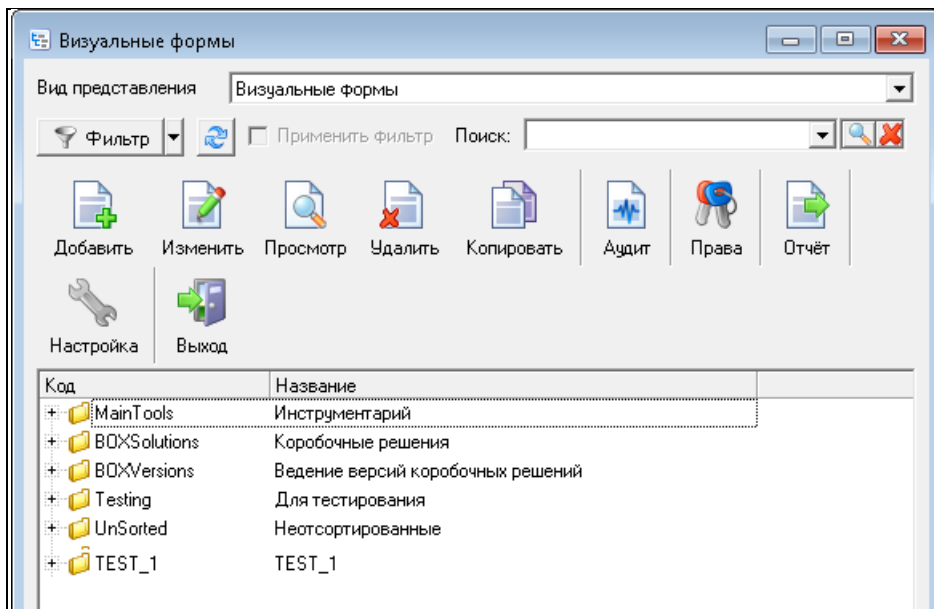 Визуальные формы
Вид представления Визуальные формы
Фильтр Применить фильтр Поиск:
Добавить Изменить Просмотр Удалить Копировать Аудит Права Отчёт
Настройка Выход
Код Название
MainTools Инструментарий
BOXSolutions Коробочные решения
BOXVersions Ведение версий коробочных решений
Testing Для тестирования
UnSorted Неотсортированные
TEST_1 TEST_1